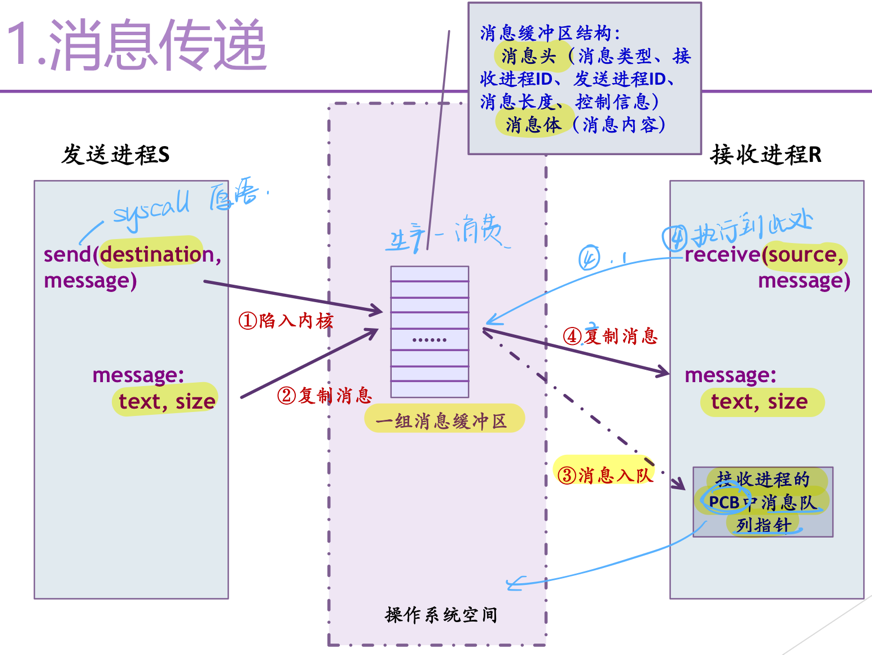 1.消息传递
消息缓冲区结构：
消息头（消息类型、接
收进程ID、发送进程ID、
消息长度、控制信息）
消息体（消息内容）
发送进程S
接收进程R
syscall 原语.
send(destination,
message)
生产-消费
④.1
④执行到此处
receive(source,
message)
①陷入内核
……
.2
④复制消息
message:
text, size
②复制消息
一组消息缓冲区
message:
text, size
③消息入队
接收进程的
PCB中消息队
列指针
操作系统空间